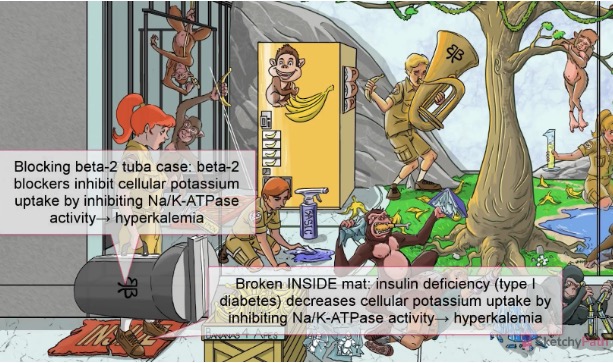 Blocking beta-2 tuba case: beta-2
blockers inhibit cellular potassium
uptake by inhibiting Na/K-ATPase
activity→ hyperkalemia
Broken INSIDE mat: insulin deficiency (type I
diabetes) decreases cellular potassium uptake by
inhibiting Na/K-ATPase activity→ hyperkalemia
INSIDE
SketchyPath